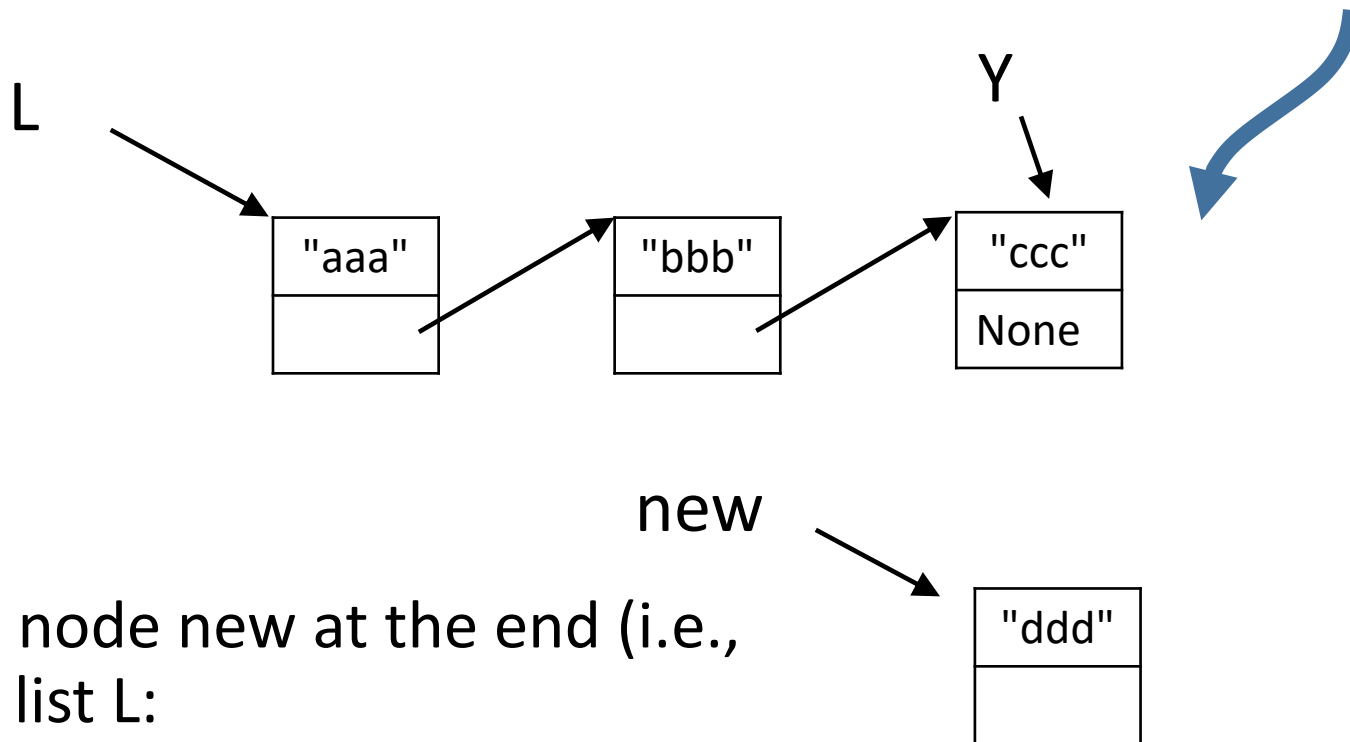 L
Y
"aaa"
"bbb"
"ccc"
None
new
node new at the end (i.e.,
list L:
"ddd"